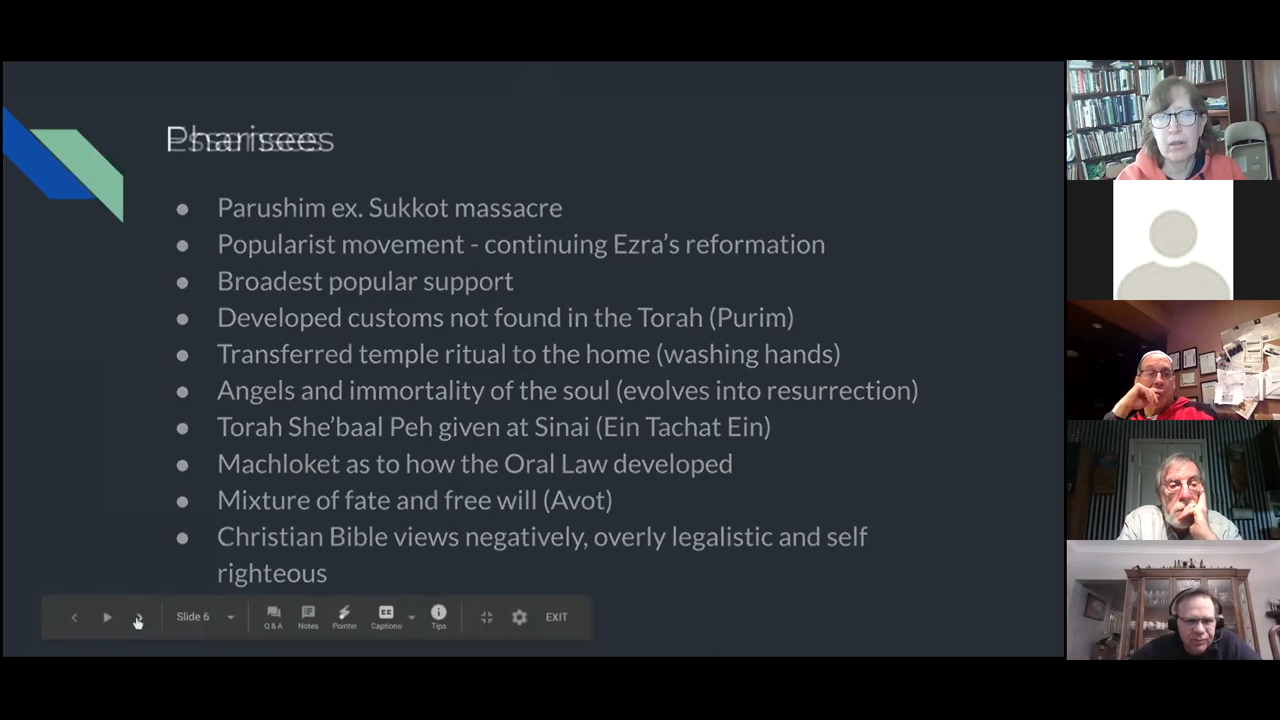 Pharisees
Essenes
● Parushim ex. Sukkot massacre
● Popularist movement - continuing Ezra’s reformation
● Broadest popular support
● Developed customs not found in the Torah (Purim)
● Transferred temple ritual to the home (washing hands)
● Angels and immortality of the soul (evolves into resurrection)
● Torah She’baal Peh given at Sinai (Ein Tachat Ein)
● Machloket as to how the Oral Law developed
● Mixture of fate and free will (Avot)
● Christian Bible views negatively, overly legalistic and self
righteous
Slide 6
Q & A
Notes
Pointer
CC
Captions
Tips
EXIT